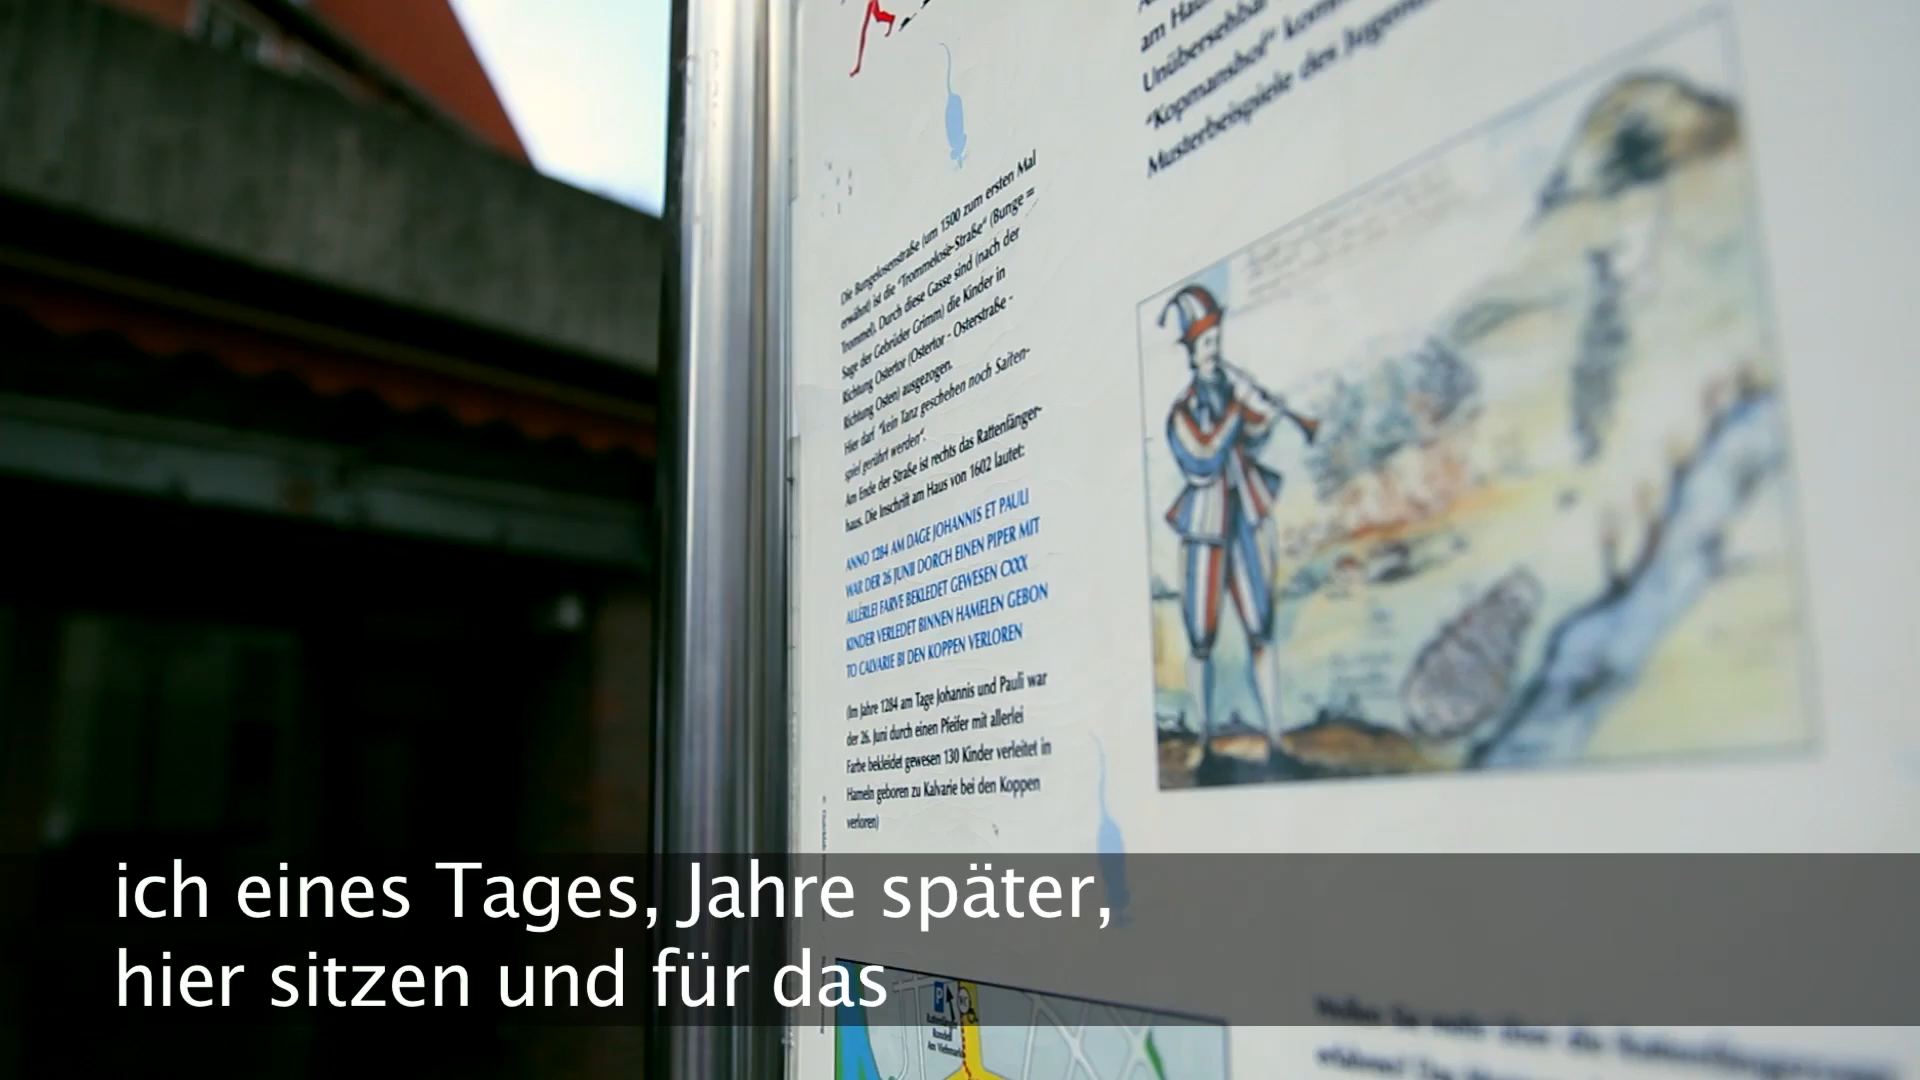 am Haus
Unübersehbar
"Kopmanshof" komm
Musterbeispiele des Jugend
Die Bungelosenstraße (um 1500 zum ersten Mal
erwähnt) ist die "Trommellose-Straße" (Bunge =
Trommel). Durch diese Gasse sind (nach der
Sage der Gebrüder Grimm) die Kinder in
Richtung Ostertor (Ostertor - Osterstraße -
Richtung Osten) ausgezogen.
Hier darf "kein Tanz geschehen noch Saiten-
spiel gerührt werden".
Am Ende der Straße ist rechts das Rattenfänger-
haus. Die Inschrift am Haus von 1602 lautet:
ANNO 1284 AM DAGE JOHANNIS ET PAULI
WAR DER 26 JUNII DORCH EINEN PIPER MIT
ALLERLEI FARVE BEKLEDET GEWESEN CXXX
KINDER VERLEDET BINNEN HAMELEN GEBON
TO CALVARIE BI DEN KOPPEN VERLOREN
(Im Jahre 1284 am Tage Johannis und Pauli war
der 26. Juni durch einen Pfeifer mit allerlei
Farbe bekleidet gewesen 130 Kinder verleitet in
Hameln geboren zu Kalvarie bei den Koppen
verloren)
ich eines Tages, Jahre später,
hier sitzen und für das
P